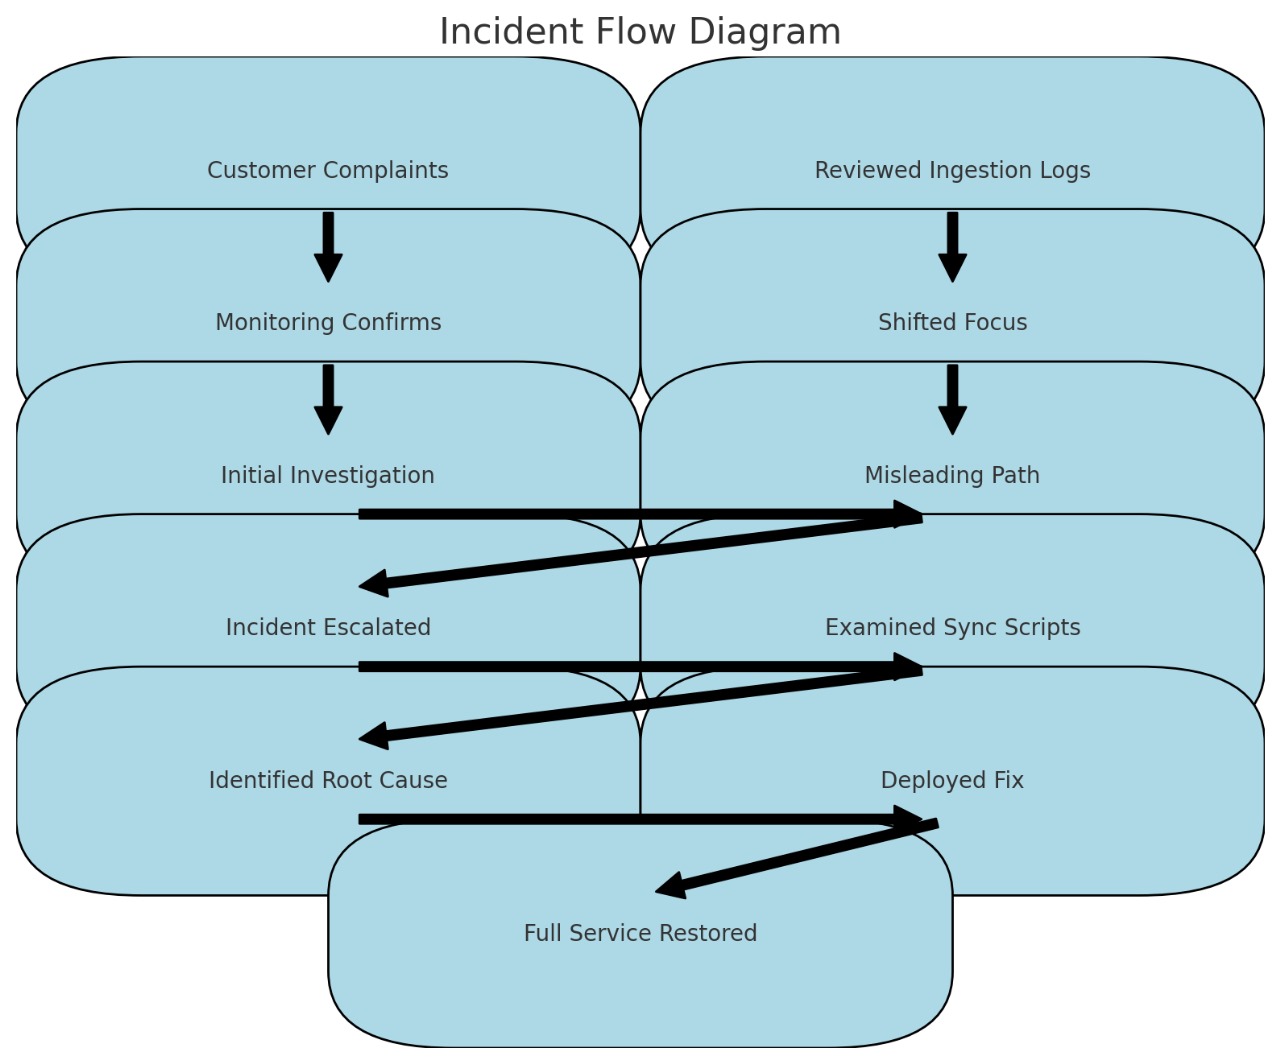 Incident Flow Diagram
Customer Complaints
Reviewed Ingestion Logs
Monitoring Confirms
Shifted Focus
Initial Investigation
Misleading Path
Incident Escalated
Examined Sync Scripts
Identified Root Cause
Deployed Fix
Full Service Restored